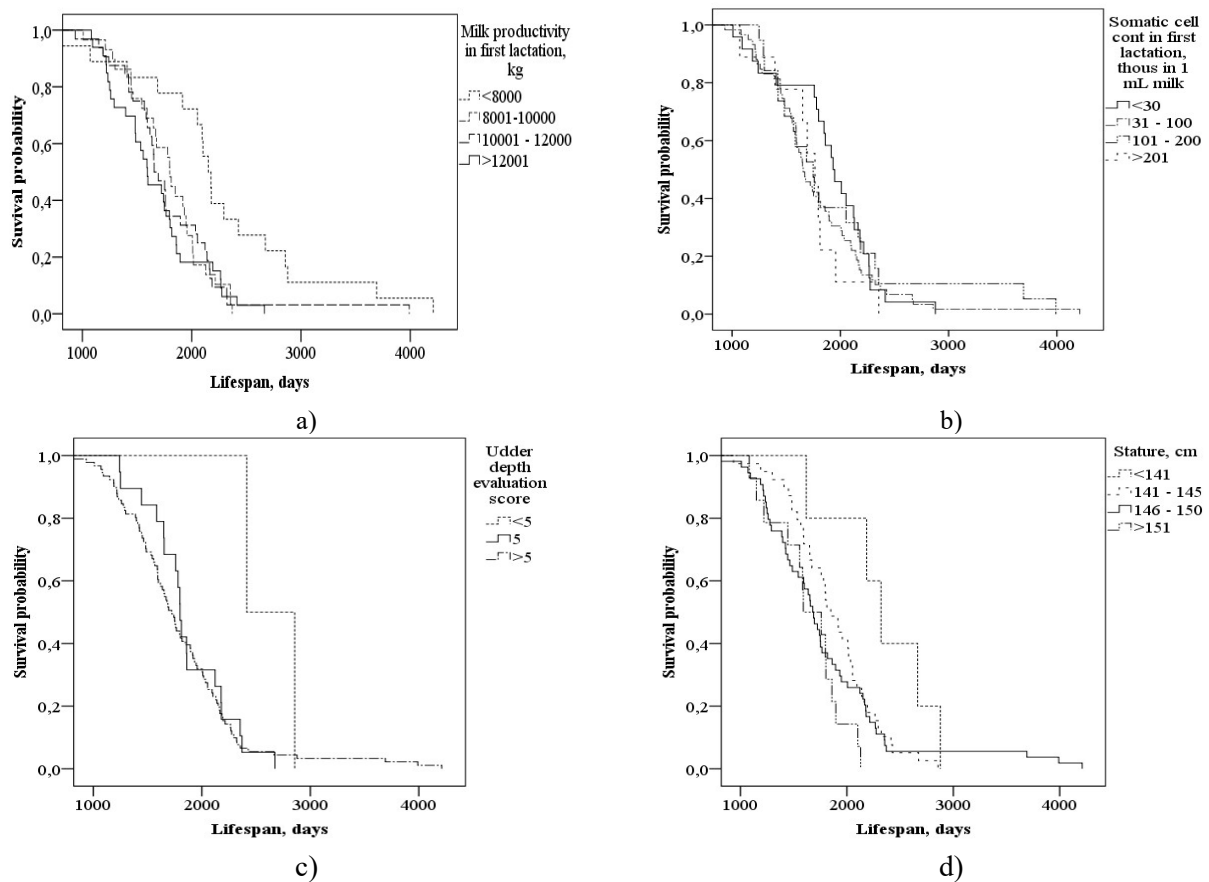 Milk productivity
in first lactation,
kg
<8000
8001-10000
10001 - 12000
>12001
1,0
0,8
0,6
0,4
0,2
0,0
Survival probability
1000
2000
3000
4000
Lifespan, days
a)
Somatic cell
cont in first
lactation,
thous in 1
mL milk
<30
31 - 100
101 - 200
>201
1,0
0,8
0,6
0,4
0,2
0,0
Survival probability
1000
2000
3000
4000
Lifespan, days
b)
Udder
depth
evaluation
score
<5
5
>5
1,0
0,8
0,6
0,4
0,2
0,0
Survival probability
1000
2000
3000
4000
Lifespan, days
c)
Stature, cm
<141
141 - 145
146 - 150
>151
1,0
0,8
0,6
0,4
0,2
0,0
Survival probability
1000
2000
3000
4000
Lifespan, days
d)